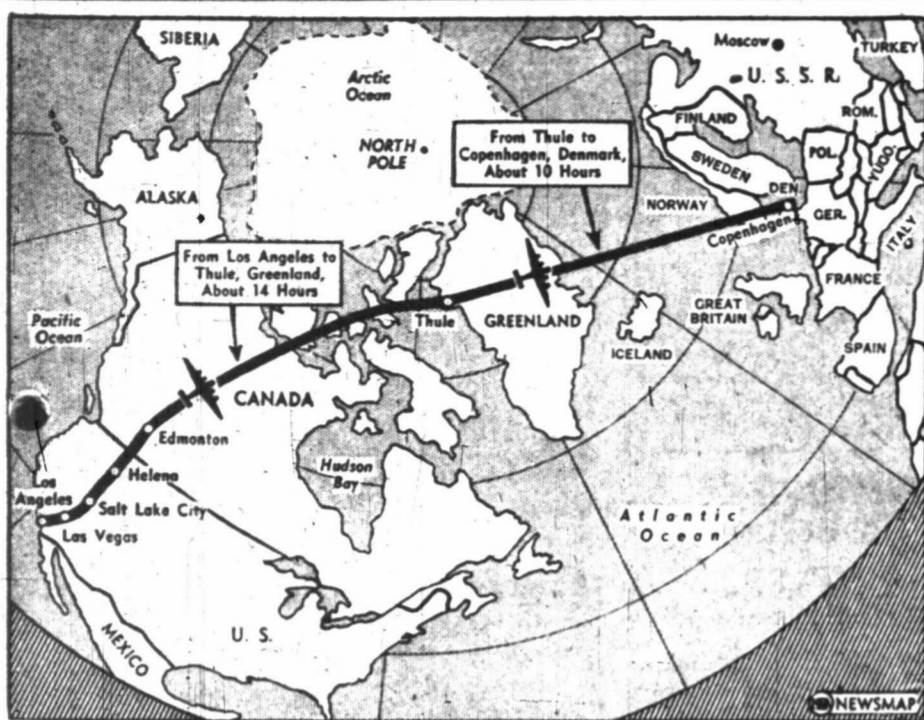 SIBERIA
Arctic
Ocean
NORTH
POLE
Moscow
U. S. S. R.
TURKEY
FINLAND
ROM.
From Thule to
Copenhagen, Denmark,
About 10 Hours
SWEDEN
POL.
YUGO.
ALASKA
NORWAY
DEN.
GER.
Copenhagen
ITALY
From Los Angeles to
Thule, Greenland,
About 14 Hours
FRANCE
Pacific
Ocean
Thule
GREENLAND
GREAT
BRITAIN
ICELAND
SPAIN
CANADA
Edmonton
Helena
Hudson
Bay
Los
Angeles
Salt Lake City
Las Vegas
Atlantic
Ocean
U. S.
MEXICO
NEWSMAP